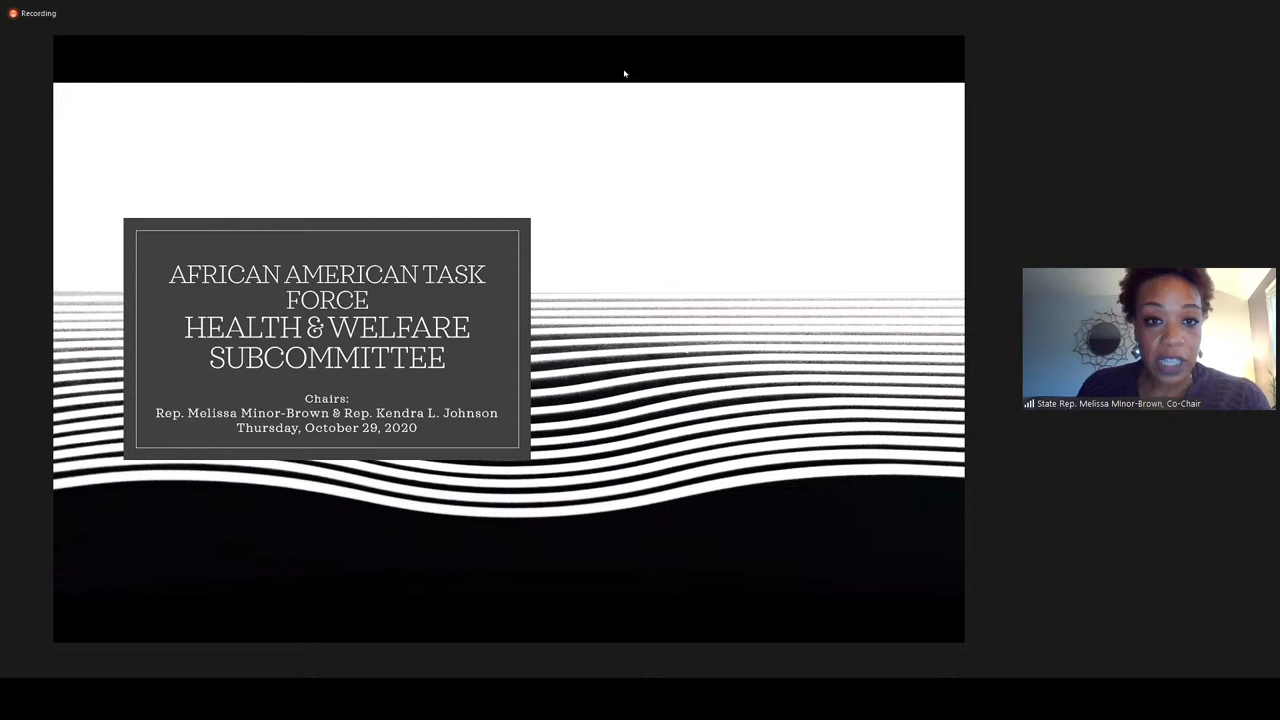 Recording
AFRICAN AMERICAN TASK
FORCE
HEALTH & WELFARE
SUBCOMMITTEE
Chairs:
Rep. Melissa Minor-Brown & Rep. Kendra L. Johnson
Thursday, October 29, 2020
State Rep. Melissa MInor-Brown, Co-Chair